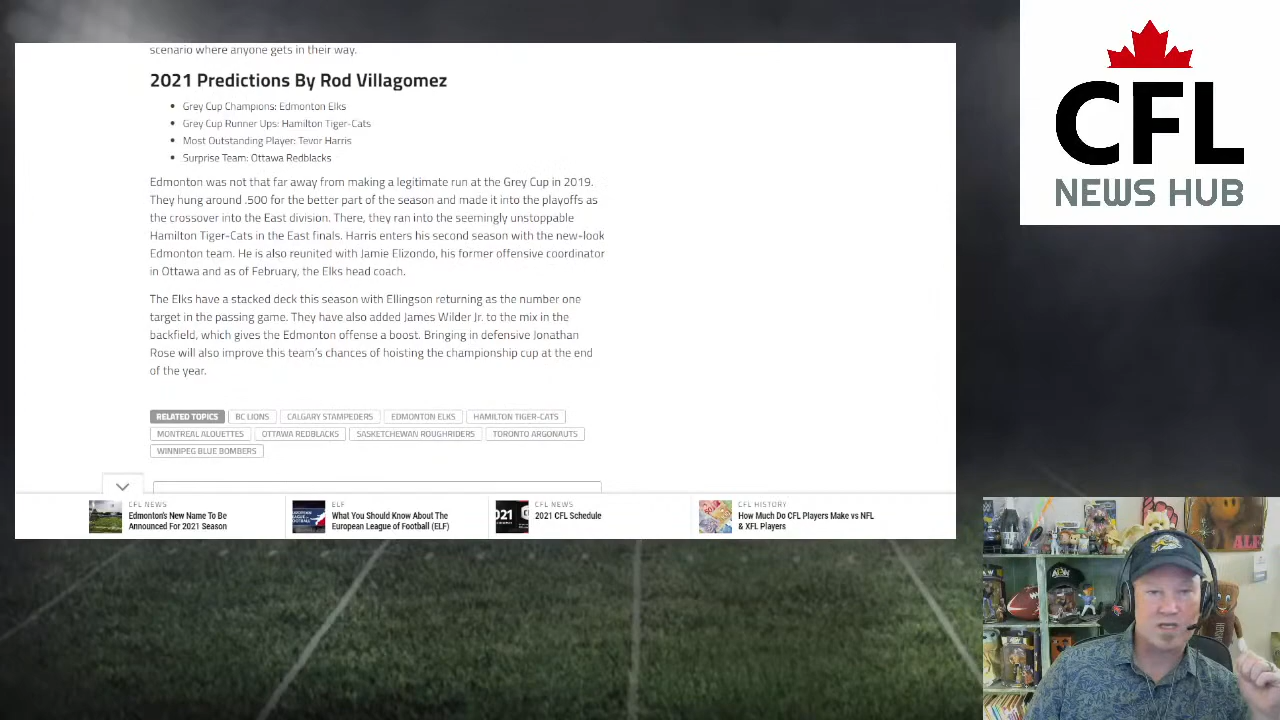 scenario where anyone gets in their way.
2021 Predictions By Rod Villagomez
Grey Cup Champions: Edmonton Elks
Grey Cup Runner Ups: Hamilton Tiger-Cats
Most Outstanding Player: Tevor Harris
Surprise Team: Ottawa Redblacks
Edmonton was not that far away from making a legitimate run at the Grey Cup in 2019.
They hung around .500 for the better part of the season and made it into the playoffs as
the crossover into the East division. There, they ran into the seemingly unstoppable
Hamilton Tiger-Cats in the East finals. Harris enters his second season with the new-look
Edmonton team. He is also reunited with Jamie Elizondo, his former offensive coordinator
in Ottawa and as of February, the Elks head coach.
The Elks have a stacked deck this season with Ellingson returning as the number one
target in the passing game. They have also added James Wilder Jr. to the mix in the
backfield, which gives the Edmonton offense a boost. Bringing in defensive Jonathan
Rose will also improve this team's chances of hoisting the championship cup at the end
of the year.
RELATED TOPICS BC LIONS CALGARY STAMPEDERS EDMONTON ELKS HAMILTON TIGER-CATS
MONTREAL ALOUETTES OTTAWA REDBLACKS SASKETCHEWAN ROUGHRIDERS TORONTO ARGONAUTS
WINNIPEG BLUE BOMBERS
CFL NEWS
Edmonton's New Name To Be
Announced For 2021 Season
ELF
What You Should Know About The
European League of Football (ELF)
021
CFL NEWS
2021 CFL Schedule
CFL HISTORY
How Much Do CFL Players Make vs NFL
& XFL Players
CFL
NEWS HUB
ALF